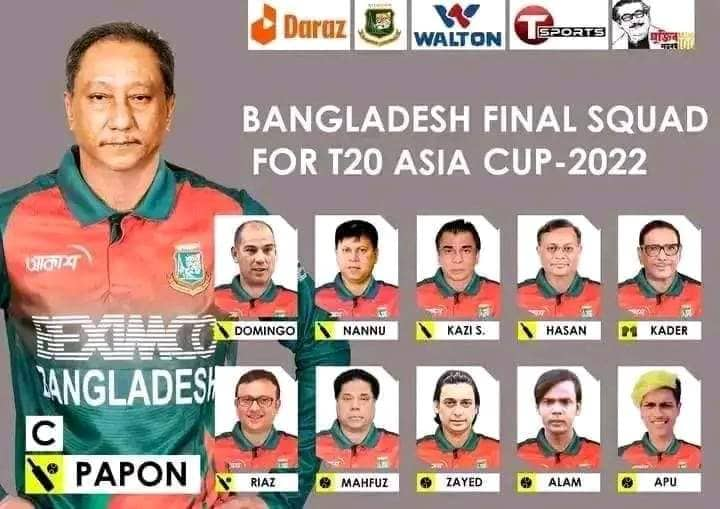 Daraz
WALTON
T SPORTS
মুজিব
100
BANGLADESH FINAL SQUAD
FOR T20 ASIA CUP-2022
আকাশ
BEXIMCO
BANGLADESH
DOMINGO
NANNU
KAZI S.
HASAN
KADER
C
PAPON
RIAZ
MAHFUZ
ZAYED
ALAM
APU